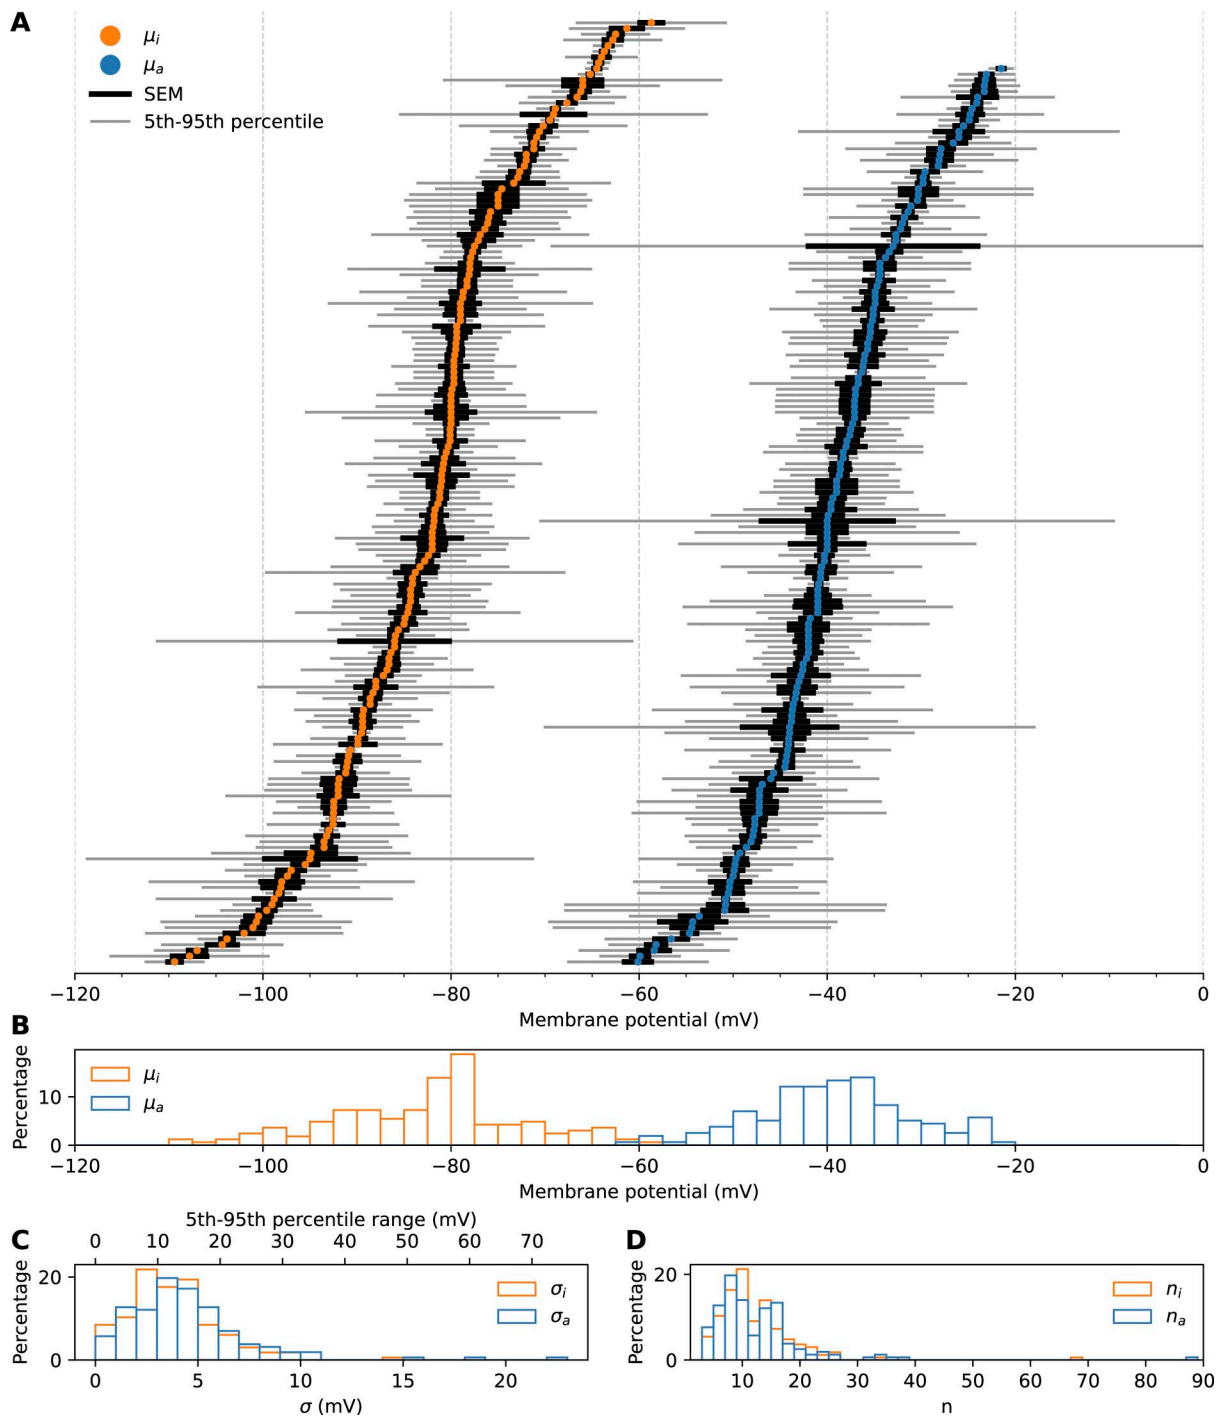 A
μi
μa
SEM
5th-95th percentile
−120
−100
−80
−60
−40
−20
0
Membrane potential (mV)
B
Percentage
10
0
μi
μa
−120
−100
−80
−60
−40
−20
0
Membrane potential (mV)
C
5th-95th percentile range (mV)
0
10
20
30
40
50
60
70
Percentage
20
0
σi
σa
0
5
10
15
20
σ (mV)
D
Percentage
20
0
ni
na
10
20
30
40
50
60
70
80
90
n